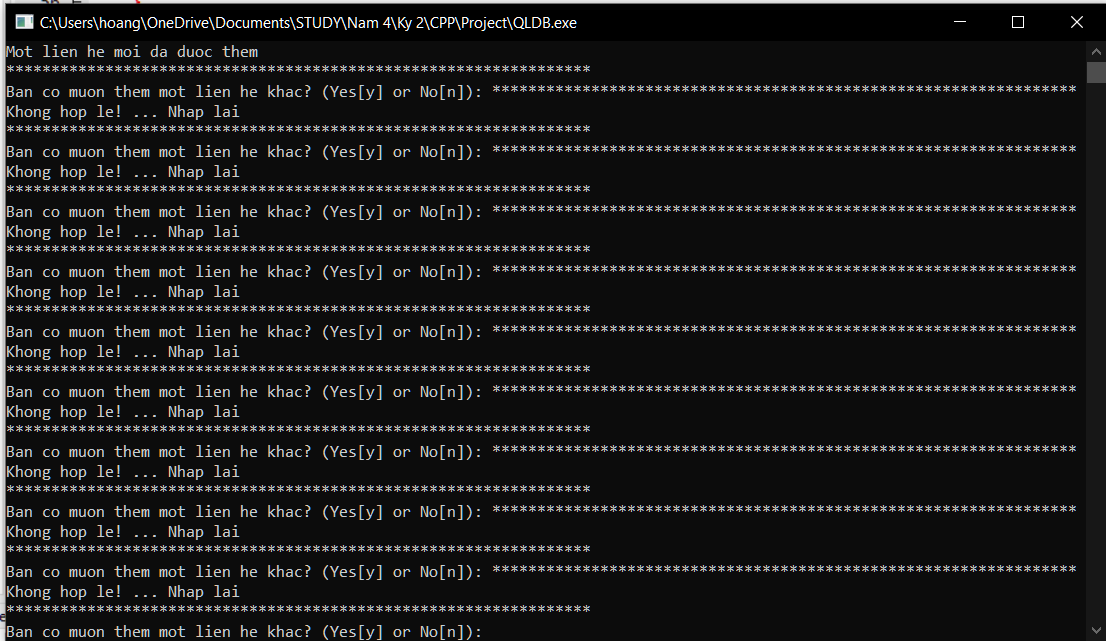 C:\Users\hoang\OneDrive\Documents\STUDY\Nam 4\Ky 2\CPP\Project\QLDB.exe
Mot lien he moi da duoc them
*****************************************************************
Ban co muon them mot lien he khac? (Yes[y] or No[n]): *****************************************************************
Khong hop le! ... Nhap lai
*****************************************************************
Ban co muon them mot lien he khac? (Yes[y] or No[n]): *****************************************************************
Khong hop le! ... Nhap lai
*****************************************************************
Ban co muon them mot lien he khac? (Yes[y] or No[n]): *****************************************************************
Khong hop le! ... Nhap lai
*****************************************************************
Ban co muon them mot lien he khac? (Yes[y] or No[n]): *****************************************************************
Khong hop le! ... Nhap lai
*****************************************************************
Ban co muon them mot lien he khac? (Yes[y] or No[n]): *****************************************************************
Khong hop le! ... Nhap lai
*****************************************************************
Ban co muon them mot lien he khac? (Yes[y] or No[n]): *****************************************************************
Khong hop le! ... Nhap lai
*****************************************************************
Ban co muon them mot lien he khac? (Yes[y] or No[n]): *****************************************************************
Khong hop le! ... Nhap lai
*****************************************************************
Ban co muon them mot lien he khac? (Yes[y] or No[n]): *****************************************************************
Khong hop le! ... Nhap lai
*****************************************************************
Ban co muon them mot lien he khac? (Yes[y] or No[n]): *****************************************************************
Khong hop le! ... Nhap lai
*****************************************************************
Ban co muon them mot lien he khac? (Yes[y] or No[n]):